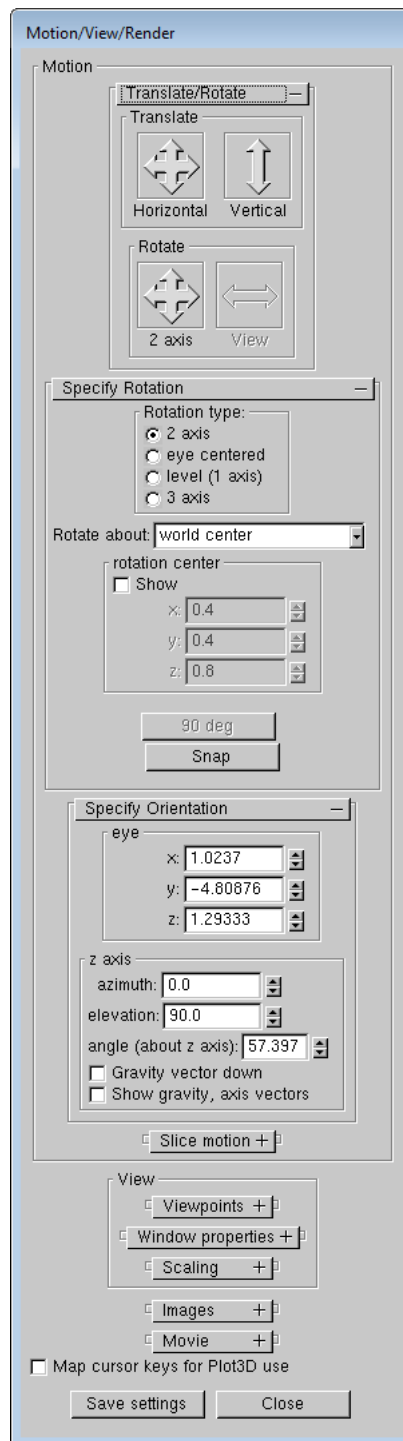 Motion/View/Render
Motion
Translate/Rotate −
Translate
Horizontal Vertical
Rotate
2 axis View
Specify Rotation −
Rotation type:
2 axis
eye centered
level (1 axis)
3 axis
Rotate about: world center
rotation center
Show
x: 0.4
y: 0.4
z: 0.8
90 deg
Snap
Specify Orientation −
eye
x: 1.0237
y: -4.80876
z: 1.29333
z axis
azimuth: 0.0
elevation: 90.0
angle (about z axis): 57.397
Gravity vector down
Show gravity, axis vectors
Slice motion +
View
Viewpoints +
Window properties +
Scaling +
Images +
Movie +
Map cursor keys for Plot3D use
Save settings Close